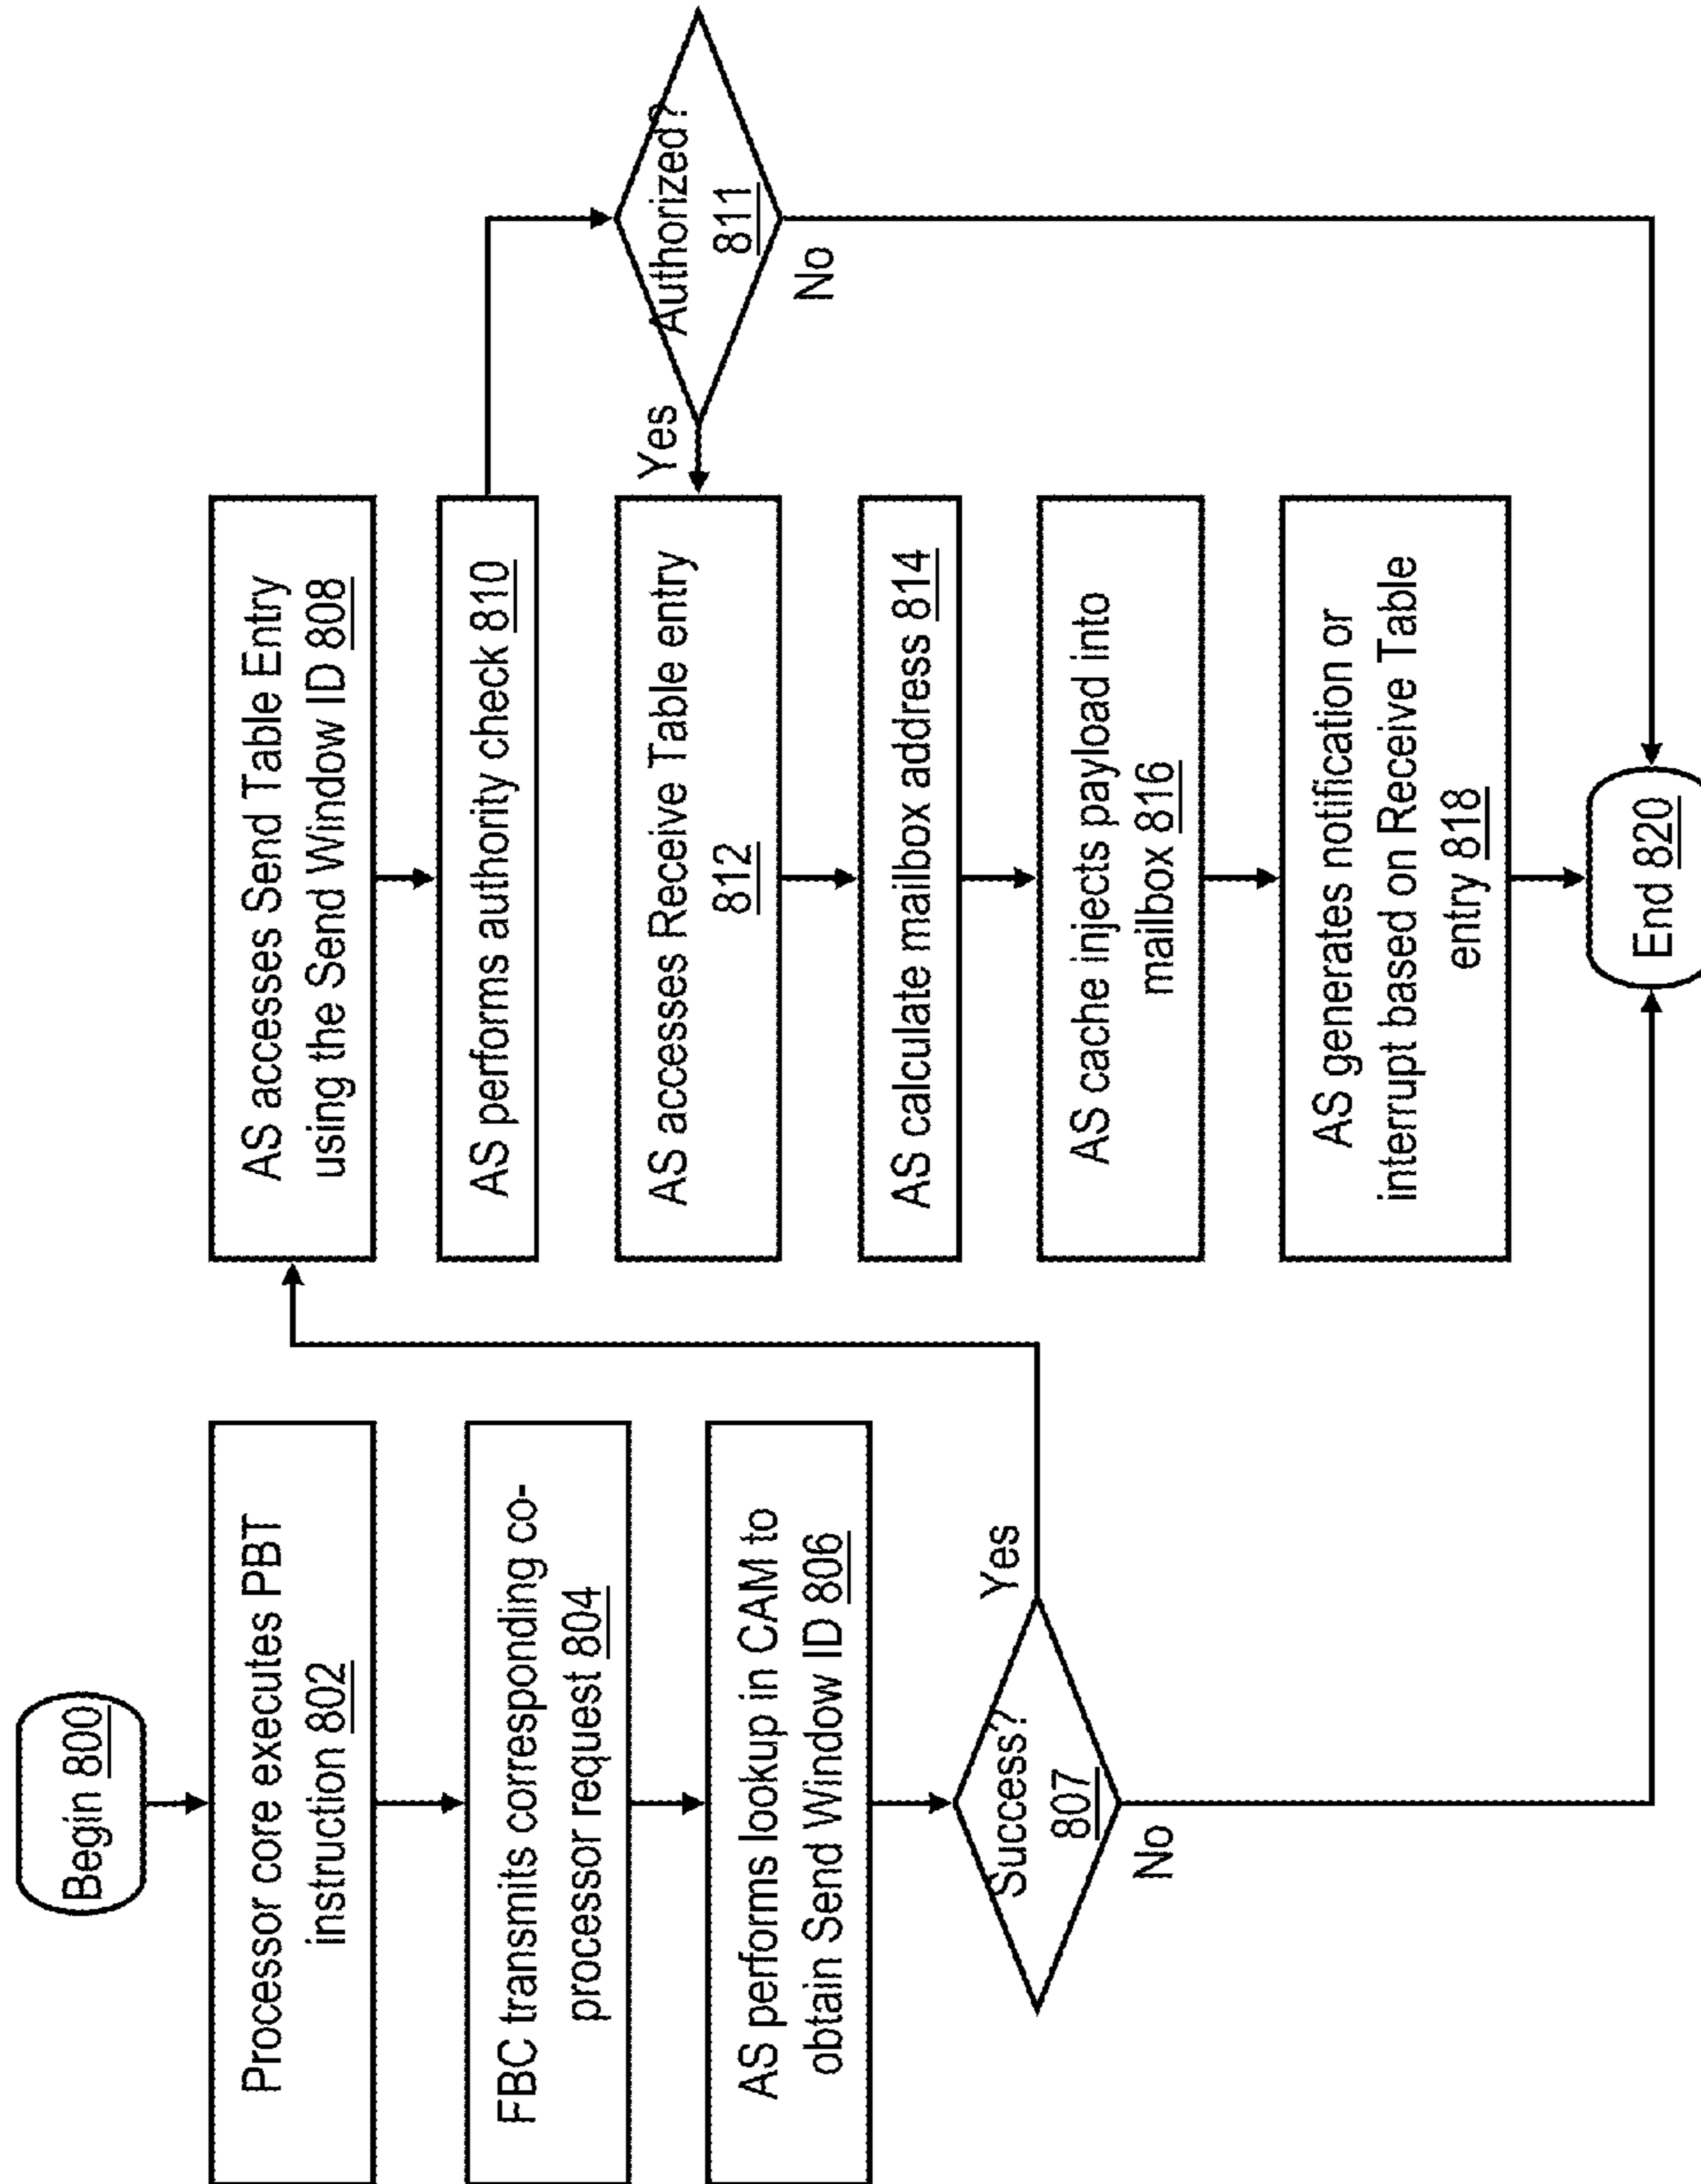 Begin 800
Processor core executes PBT
instruction 802
FBC transmits corresponding co-
processor request 804
AS performs lookup in CAM to
obtain Send Window ID 806
Success?
807
Yes
No
AS accesses Send Table Entry
using the Send Window ID 808
AS performs authority check 810
Authorized?
811
Yes
No
AS accesses Receive Table entry
812
AS calculate mailbox address 814
AS cache injects payload into
mailbox 816
AS generates notification or
interrupt based on Receive Table
entry 818
End 820